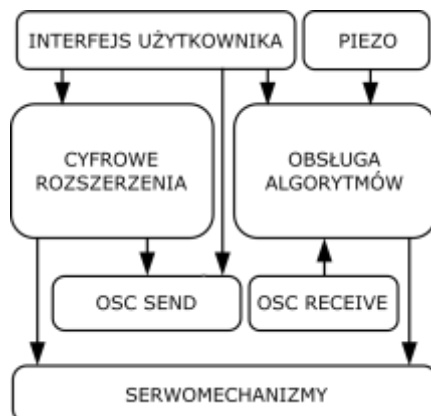 INTERFEJS UŻYTKOWNIKA
PIEZO
CYFROWE
ROZSZERZENIA
OBSŁUGA
ALGORYTMÓW
OSC SEND
OSC RECEIVE
SERWOMECHANIZMY